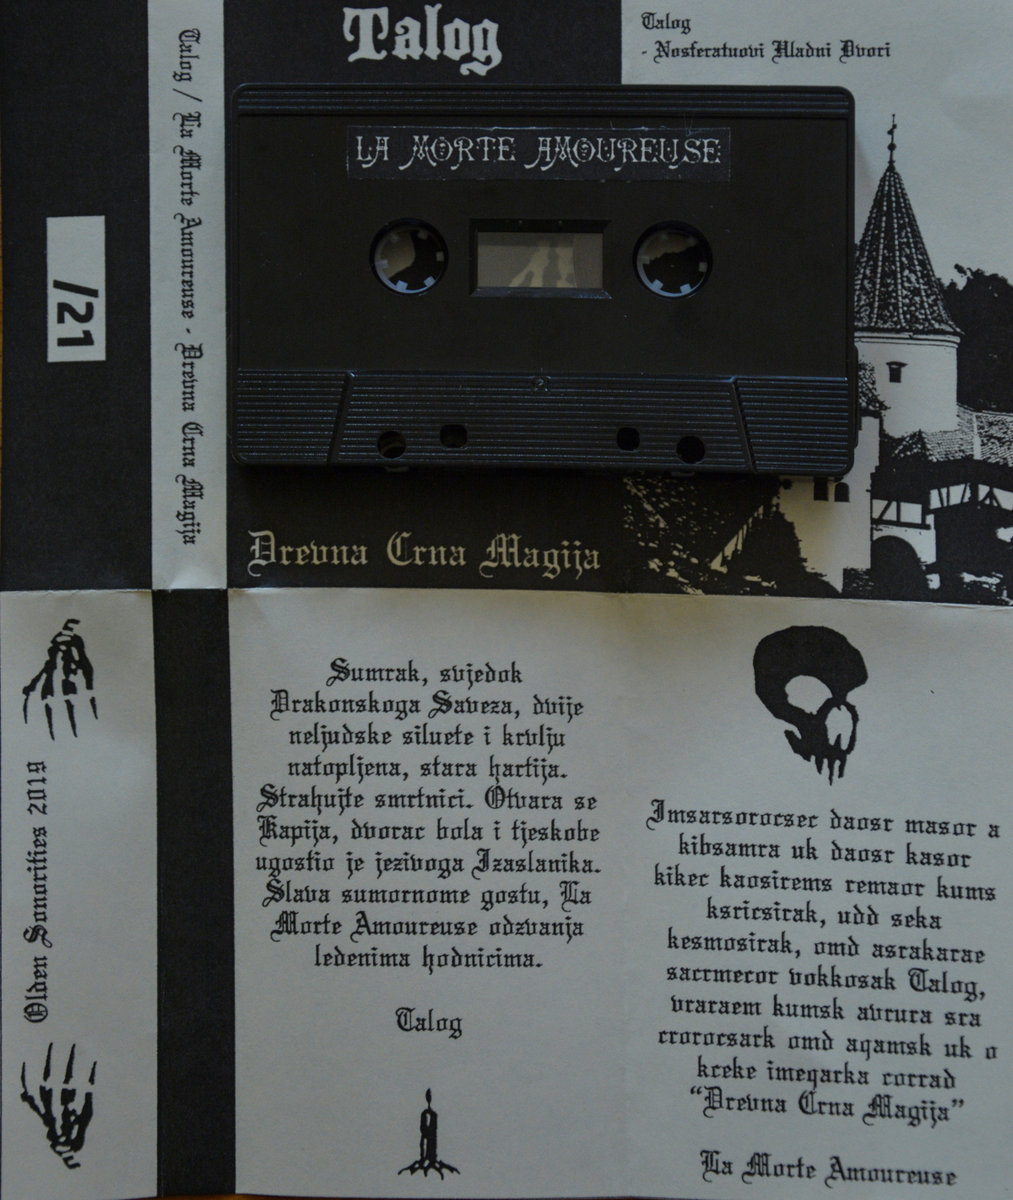 Talog
Talog
- Nosferatuovi Hladni Dvori
LA MORTE AMOUREUSE
Talog / La Morte Amoureuse - Drevna Crna Magija
/21
Drevna Crna Magija
Olden Sonorities 2019
Sumrak, svjedok
Drakonskoga Saveza, dvije
neljudske siluete i krvlju
natopljena, stara hartija.
Strahujte smrtnici. Otvara se
Kapija, dvorac bola i tjeskobe
ugostio je jezivoga Izaslanika.
Slava sumornome gostu, La
Morte Amoureuse odzvanja
ledenima hodnicima.
Talog
Imsarsorocsec daosr masor a
kibsamra uk daosr kasor
kikec kaosirems remaor kums
ksricsirak, udd seka
kesmosirak, omd asrakarae
sacrmecor vokkosak Talog,
vraraem kumsk avrura sra
crorocsark omd aqamsk uk o
kceke imeqarka corrad
"Drevna Crna Magija"
La Morte Amoureuse